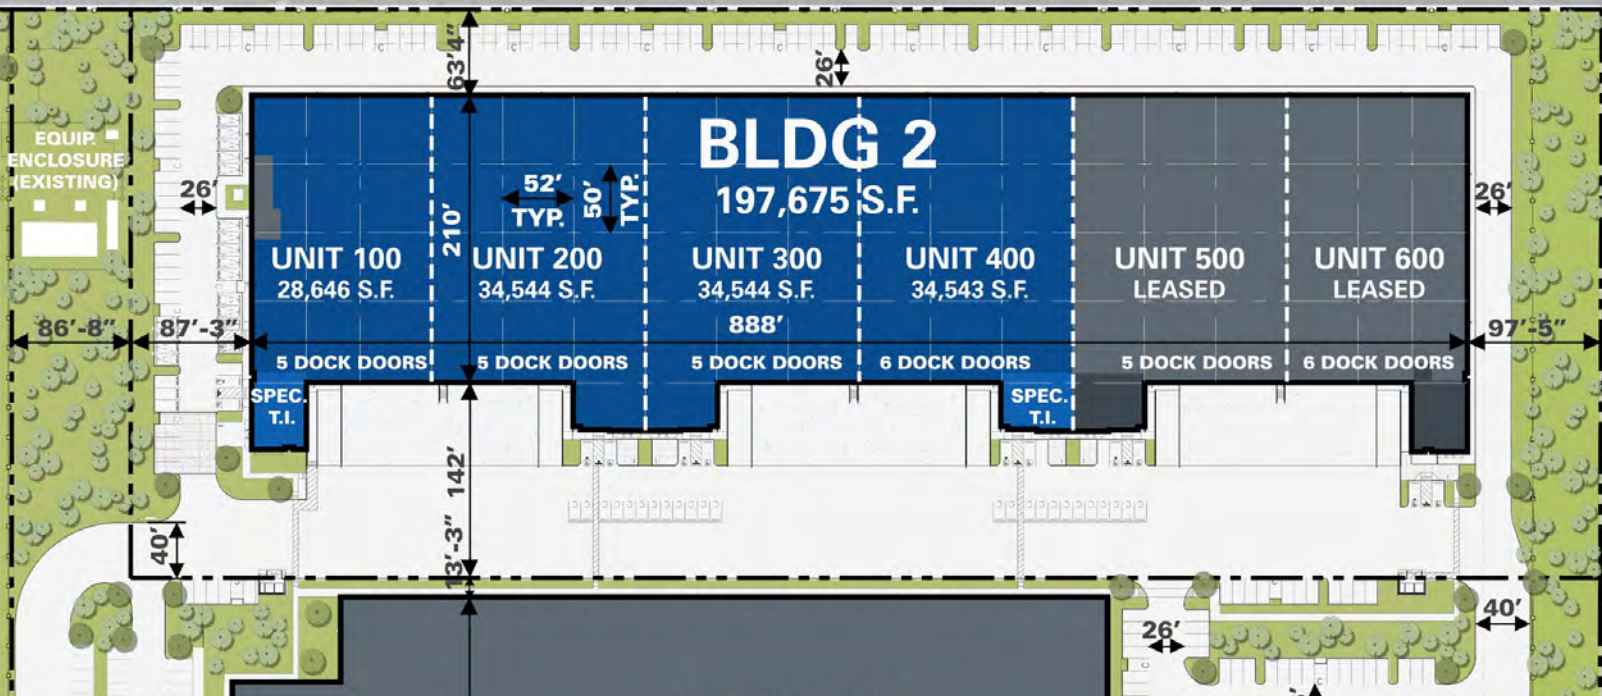 63'4"
26'
EQUIP.
ENCLOSURE
(EXISTING)
BLDG 2
197,675 S.F.
26'
52'
TYP.
50'
TYP.
210'
26'
UNIT 100
28,646 S.F.
UNIT 200
34,544 S.F.
UNIT 300
34,544 S.F.
UNIT 400
34,543 S.F.
UNIT 500
LEASED
UNIT 600
LEASED
86'-8"
87'-3"
888'
97'-5"
5 DOCK DOORS
5 DOCK DOORS
5 DOCK DOORS
6 DOCK DOORS
5 DOCK DOORS
6 DOCK DOORS
SPEC.
T.I.
SPEC.
T.I.
142'
40'
13'-3"
26'
40'